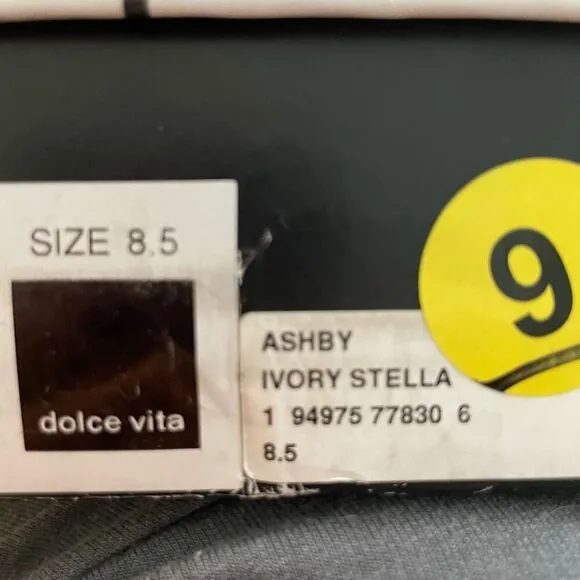 SIZE 8.5
dolce vita
ASHBY
IVORY STELLA
1 94975 77830 6
8.5
9